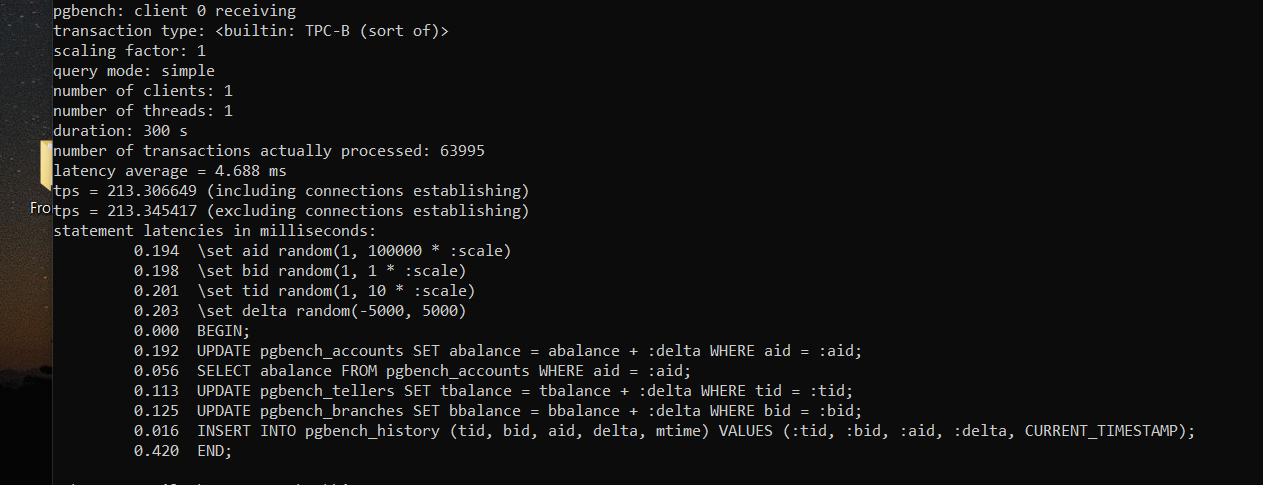 pgbench: client 0 receiving
transaction type: <builtin: TPC-B (sort of)>
scaling factor: 1
query mode: simple
number of clients: 1
number of threads: 1
duration: 300 s
number of transactions actually processed: 63995
latency average = 4.688 ms
tps = 213.306649 (including connections establishing)
Fro
tps = 213.345417 (excluding connections establishing)
statement latencies in milliseconds:
0.194 \set aid random(1, 100000 * :scale)
0.198 \set bid random(1, 1 * :scale)
0.201 \set tid random(1, 10 * :scale)
0.203 \set delta random(-5000, 5000)
0.000 BEGIN;
0.192 UPDATE pgbench_accounts SET abalance = abalance + :delta WHERE aid = :aid;
0.056 SELECT abalance FROM pgbench_accounts WHERE aid = :aid;
0.113 UPDATE pgbench_tellers SET tbalance = tbalance + :delta WHERE tid = :tid;
0.125 UPDATE pgbench_branches SET bbalance = bbalance + :delta WHERE bid = :bid;
0.016 INSERT INTO pgbench_history (tid, bid, aid, delta, mtime) VALUES (:tid, :bid, :aid, :delta, CURRENT_TIMESTAMP);
0.420 END;